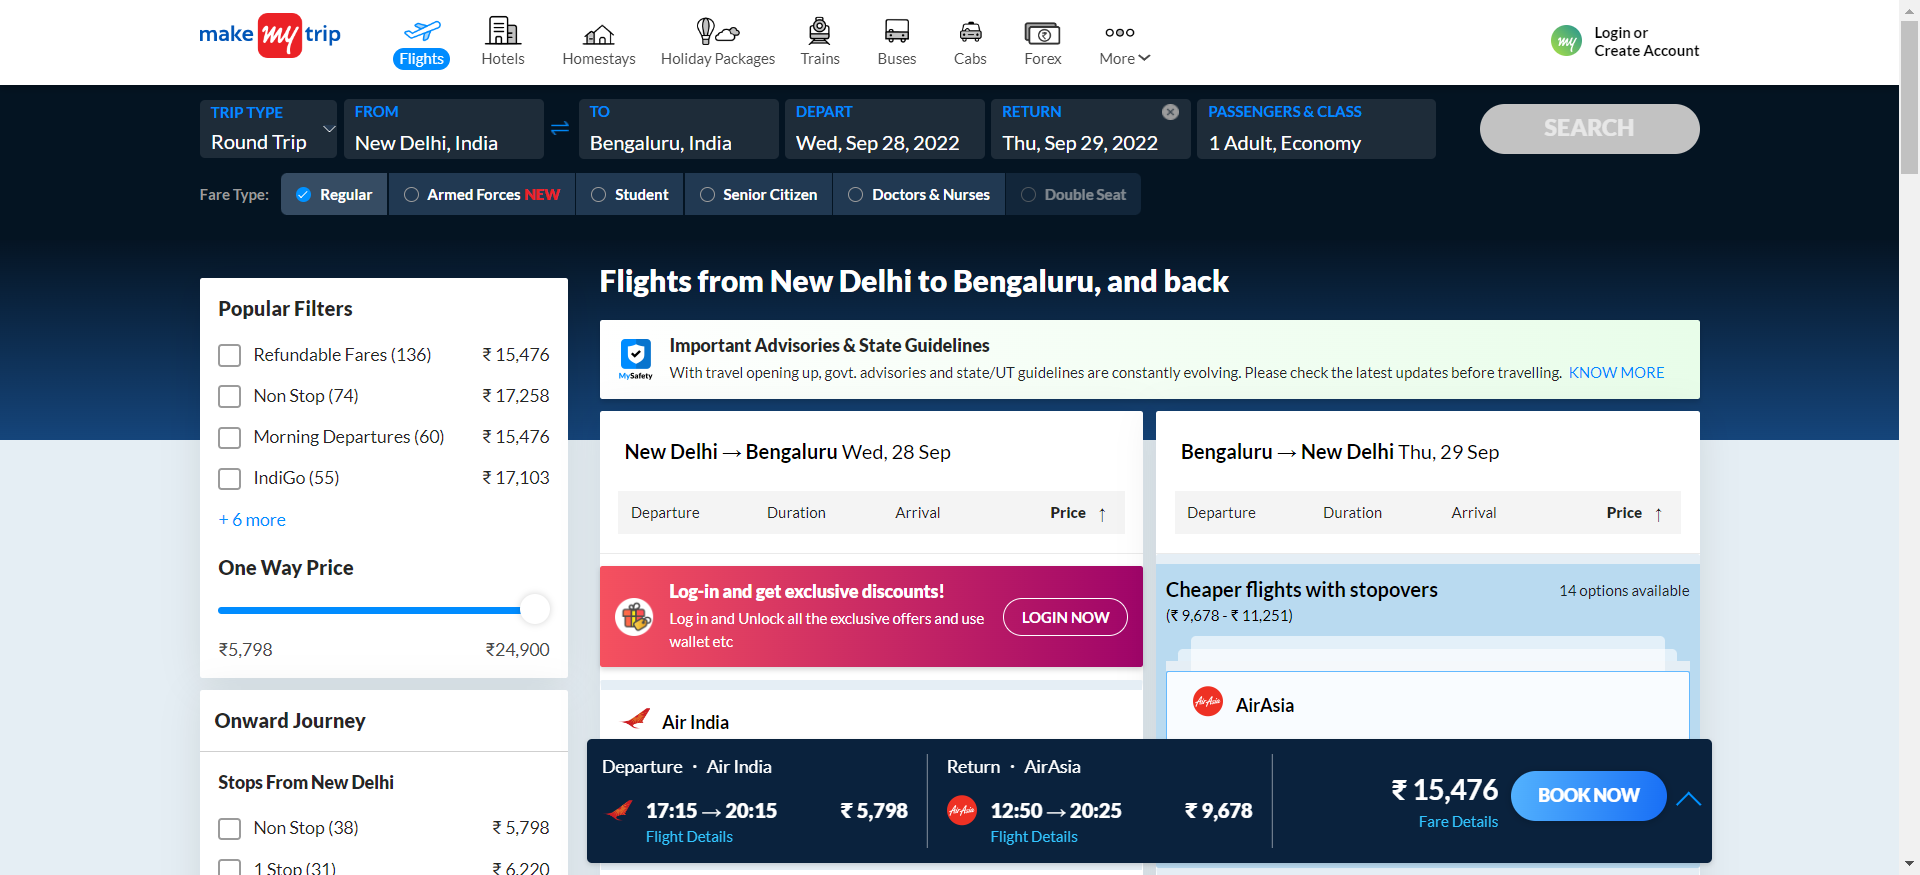 make my trip
Flights
Hotels
Homestays
Holiday Packages
Trains
Buses
Cabs
Forex
More
my
Login or
Create Account
TRIP TYPE
Round Trip
FROM
New Delhi, India
TO
Bengaluru, India
DEPART
Wed, Sep 28, 2022
RETURN
Thu, Sep 29, 2022
PASSENGERS & CLASS
1 Adult, Economy
SEARCH
Fare Type:
Regular
Armed Forces NEW
Student
Senior Citizen
Doctors & Nurses
Double Seat
Popular Filters
Refundable Fares (136) ₹ 15,476
Non Stop (74) ₹ 17,258
Morning Departures (60) ₹ 15,476
IndiGo (55) ₹ 17,103
+ 6 more
One Way Price
₹5,798 ₹24,900
Onward Journey
Stops From New Delhi
Non Stop (38) ₹ 5,798
1 Stop (31) ₹ 6,220
Flights from New Delhi to Bengaluru, and back
MySafety
Important Advisories & State Guidelines
With travel opening up, govt. advisories and state/UT guidelines are constantly evolving. Please check the latest updates before travelling. KNOW MORE
New Delhi → Bengaluru Wed, 28 Sep
Departure Duration Arrival Price ↑
Log-in and get exclusive discounts!
Log in and Unlock all the exclusive offers and use
wallet etc
LOGIN NOW
Air India
Bengaluru → New Delhi Thu, 29 Sep
Departure Duration Arrival Price ↑
Cheaper flights with stopovers 14 options available
(₹ 9,678 - ₹ 11,251)
AirAsia
AirAsia
Departure · Air India
17:15 → 20:15 ₹ 5,798
Flight Details
Return · AirAsia
AirAsia
12:50 → 20:25 ₹ 9,678
Flight Details
₹ 15,476
Fare Details
BOOK NOW